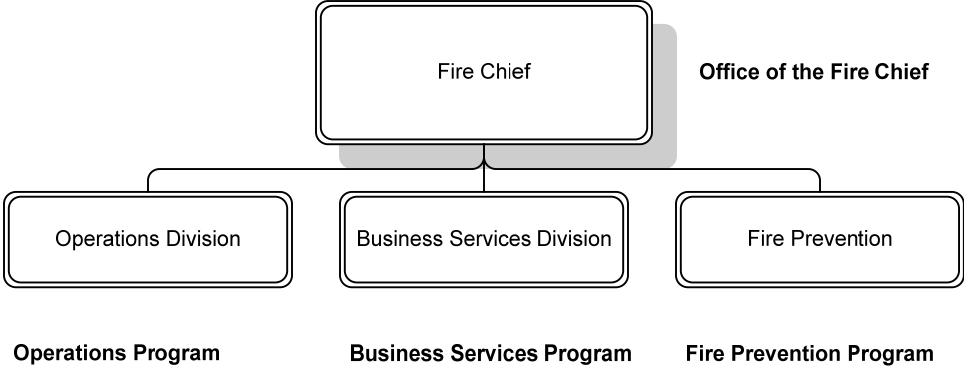 Fire Chief
Office of the Fire Chief
Operations Division
Business Services Division
Fire Prevention
Operations Program
Business Services Program
Fire Prevention Program